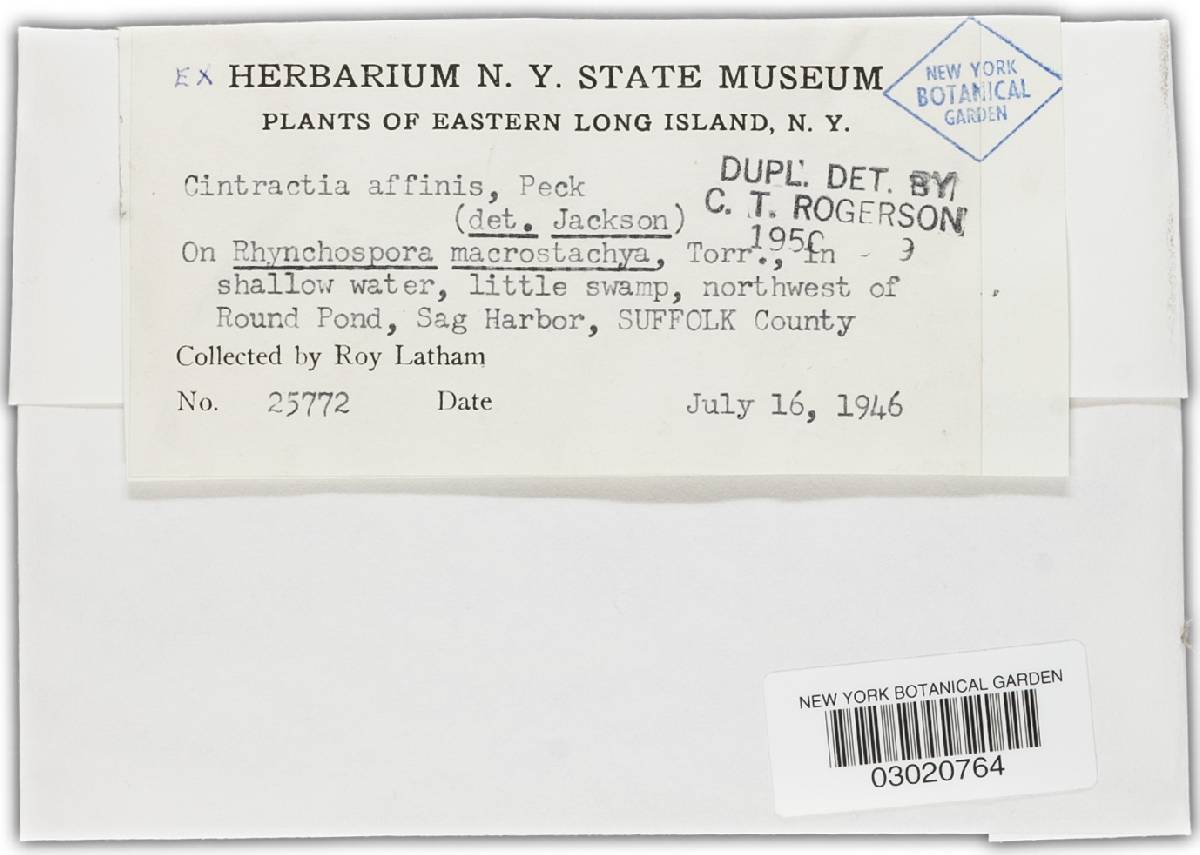 EX HERBARIUM N. Y. STATE MUSEUM
NEW YORK
BOTANICAL
GARDEN
PLANTS OF EASTERN LONG ISLAND, N. Y.
Cintractia affinis, Peck
(det. Jackson)
DUPL. DET. BY
C. T. ROGERSON
On Rhynchospora macrostachya, Torr., in
shallow water, little swamp, northwest of
Round Pond, Sag Harbor, SUFFOLK County
Collected by Roy Latham
No. 25772 Date July 16, 1946
NEW YORK BOTANICAL GARDEN
03020764